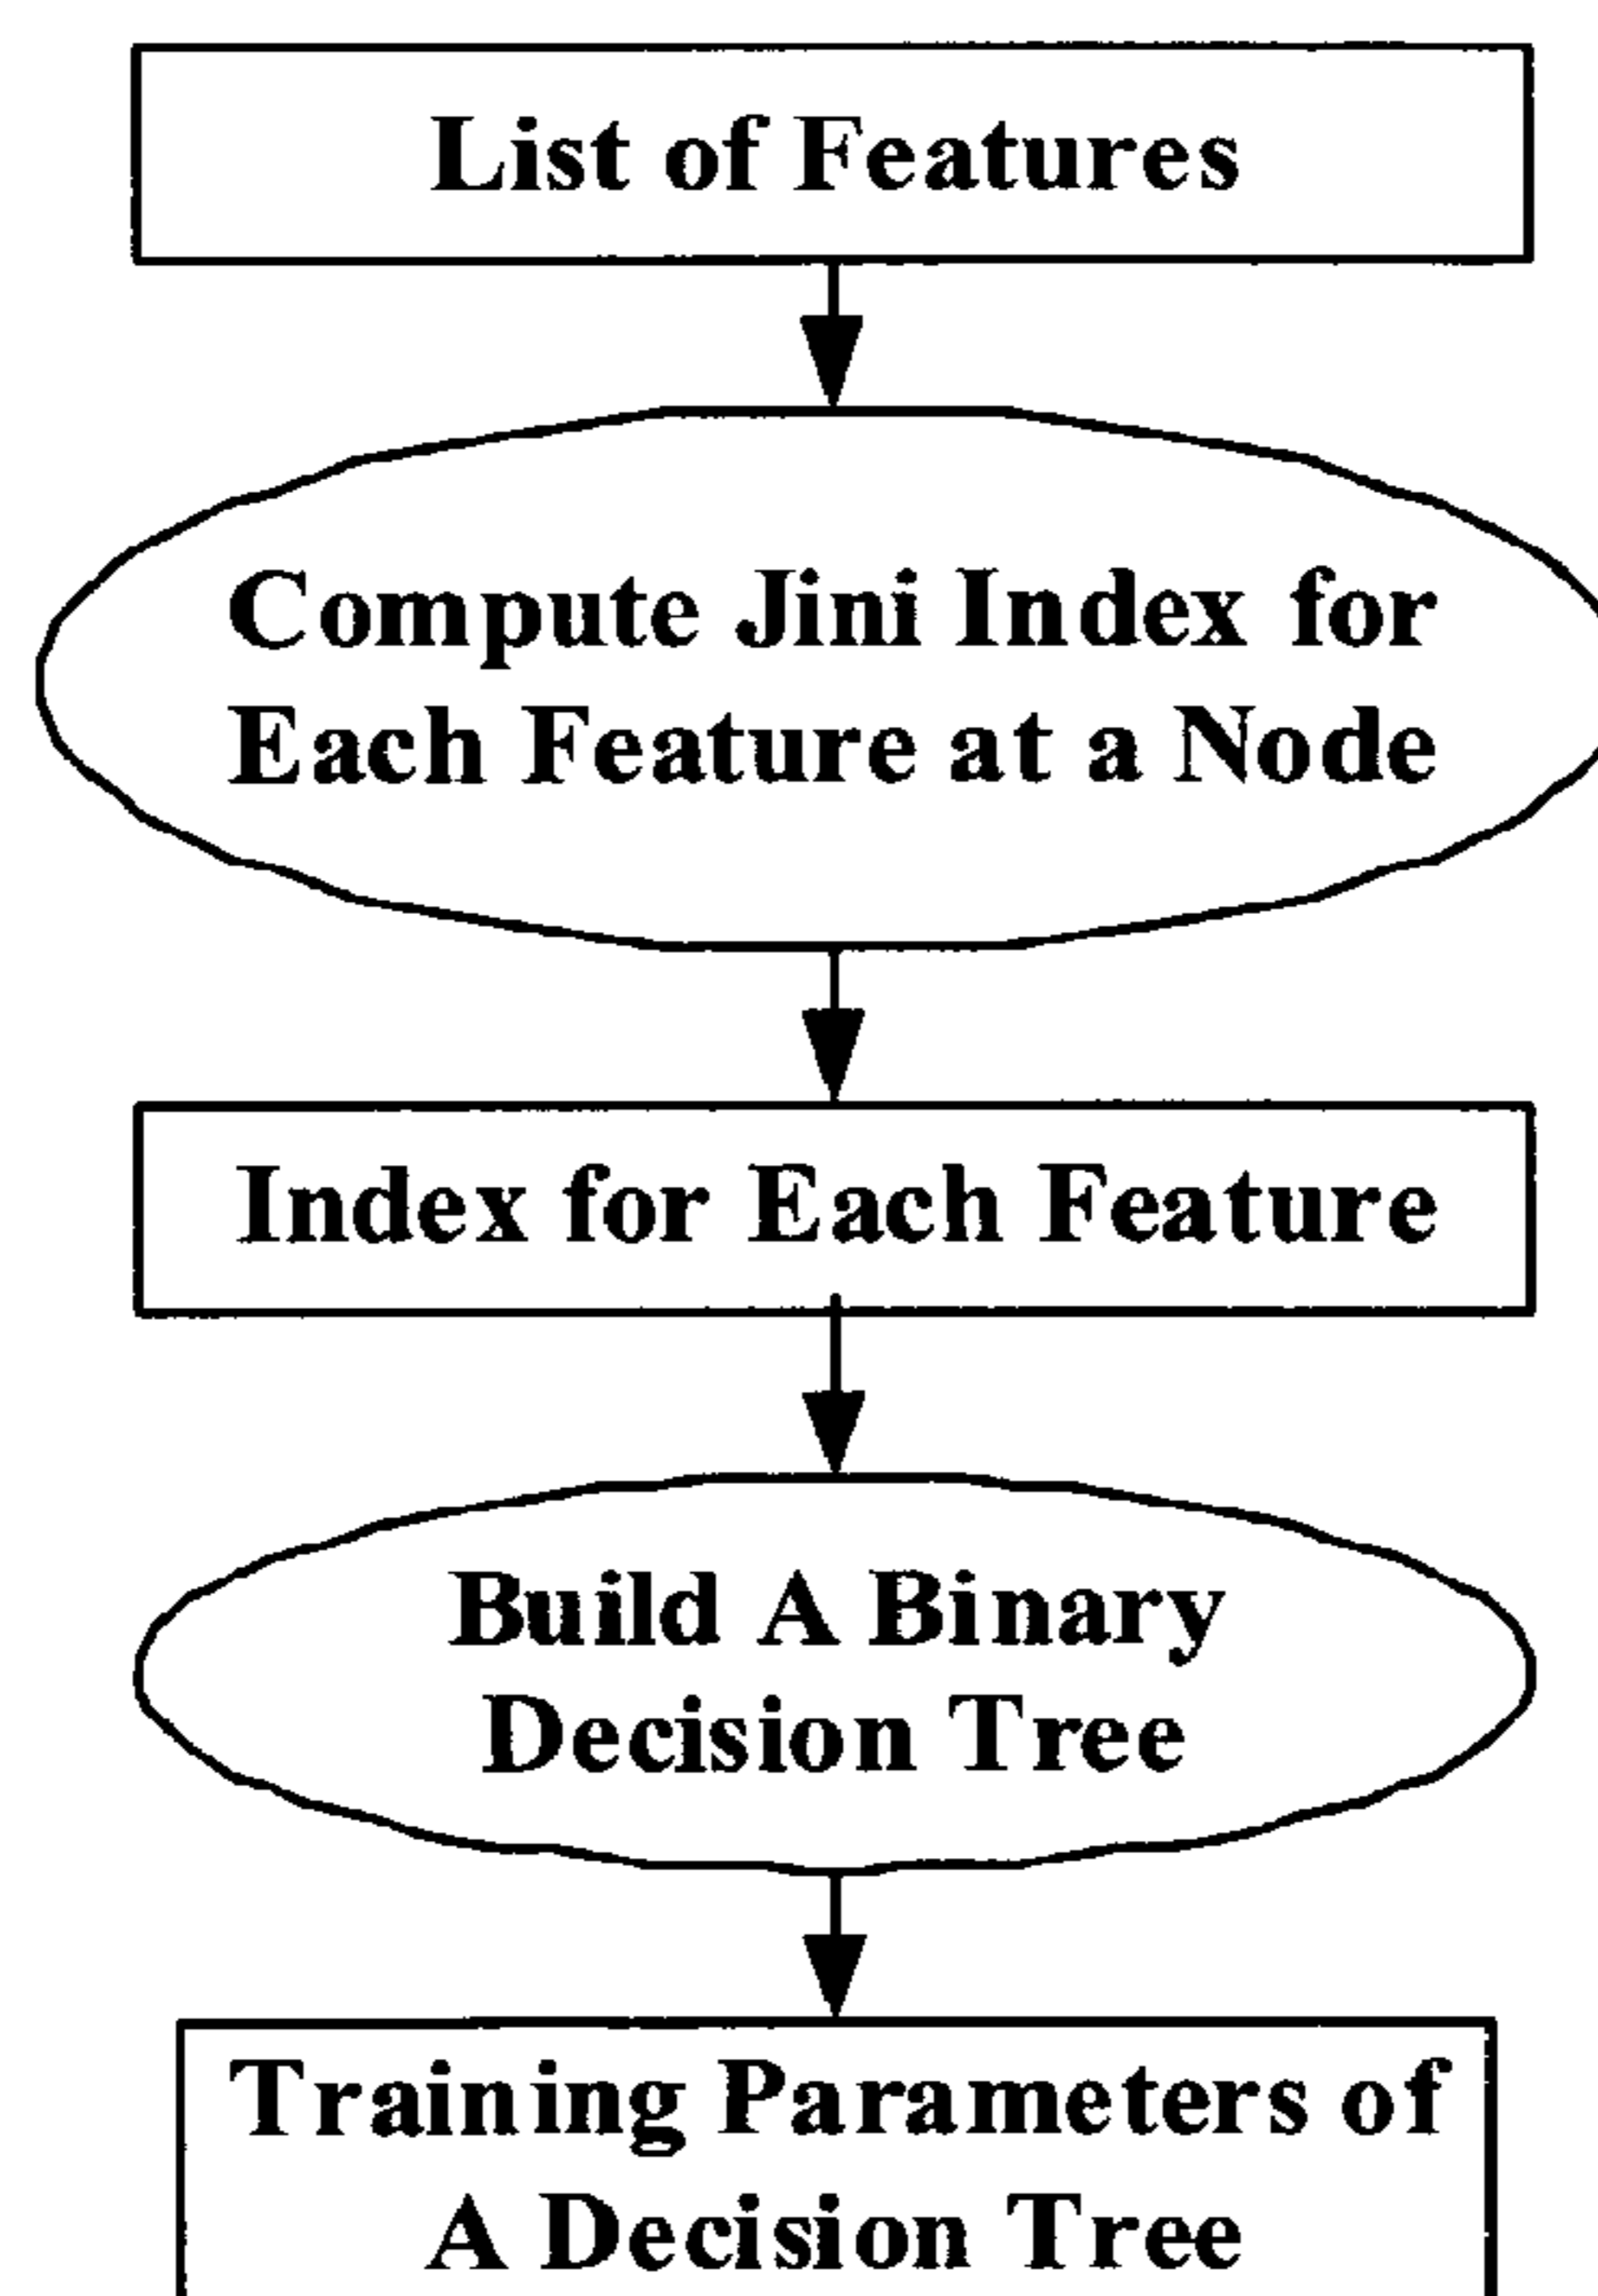 List of Features
Compute Jini Index for
Each Feature at a Node
Index for Each Feature
Build A Binary
Decision Tree
Training Parameters of
A Decision Tree